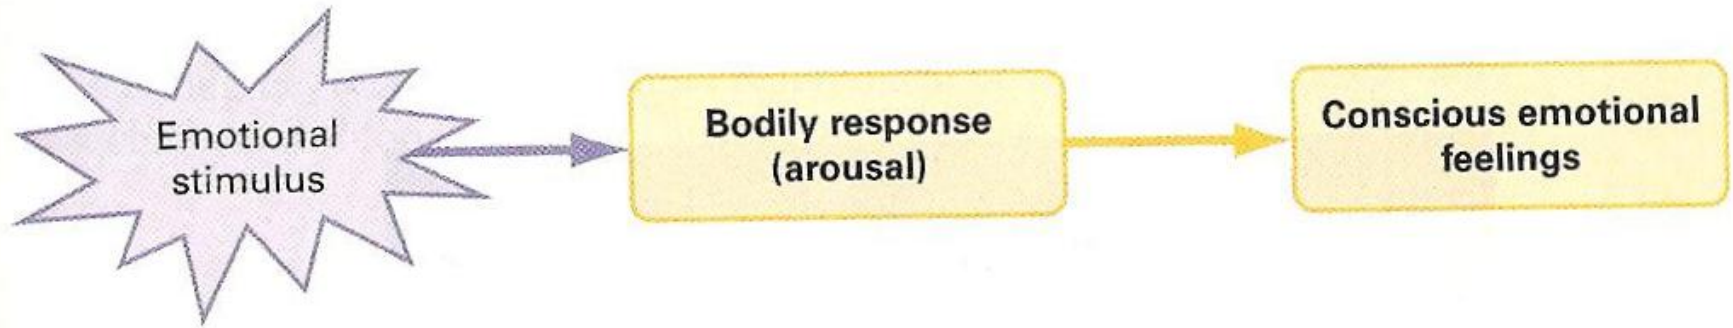 Emotional
stimulus
Bodily response
(arousal)
Conscious emotional
feelings